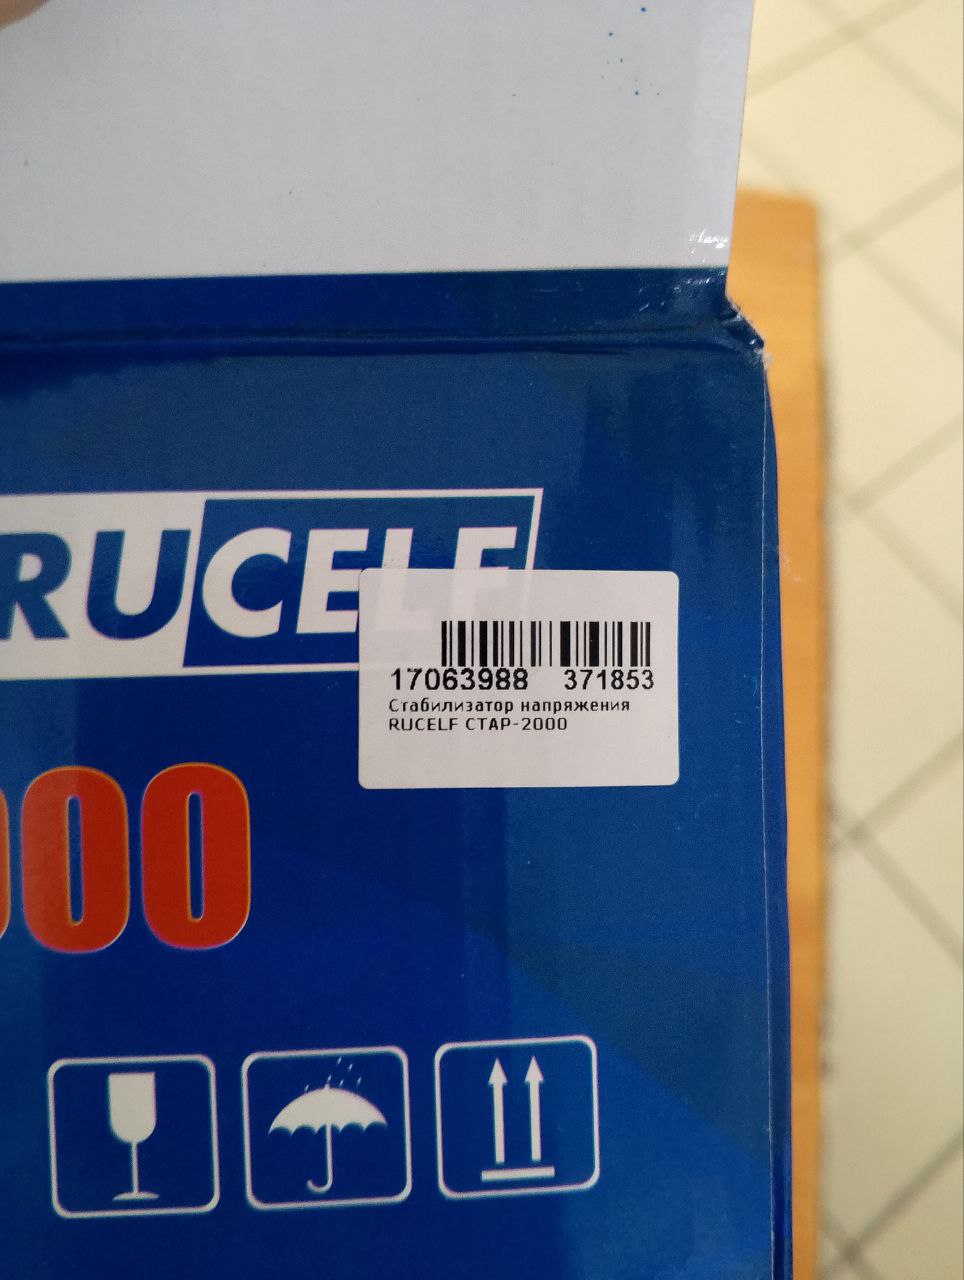 RUCELF
17063988 371853
Стабилизатор напряжения
RUCELF СТАР-2000
000